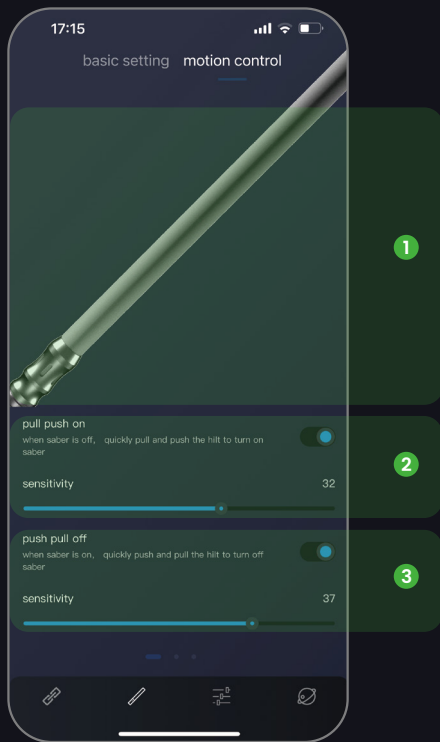 17:15
basic setting motion control
1
pull push on
when saber is off, quickly pull and push the hilt to turn on
saber
2
sensitivity 32
push pull off
when saber is on, quickly push and pull the hilt to turn off
saber
3
sensitivity 37